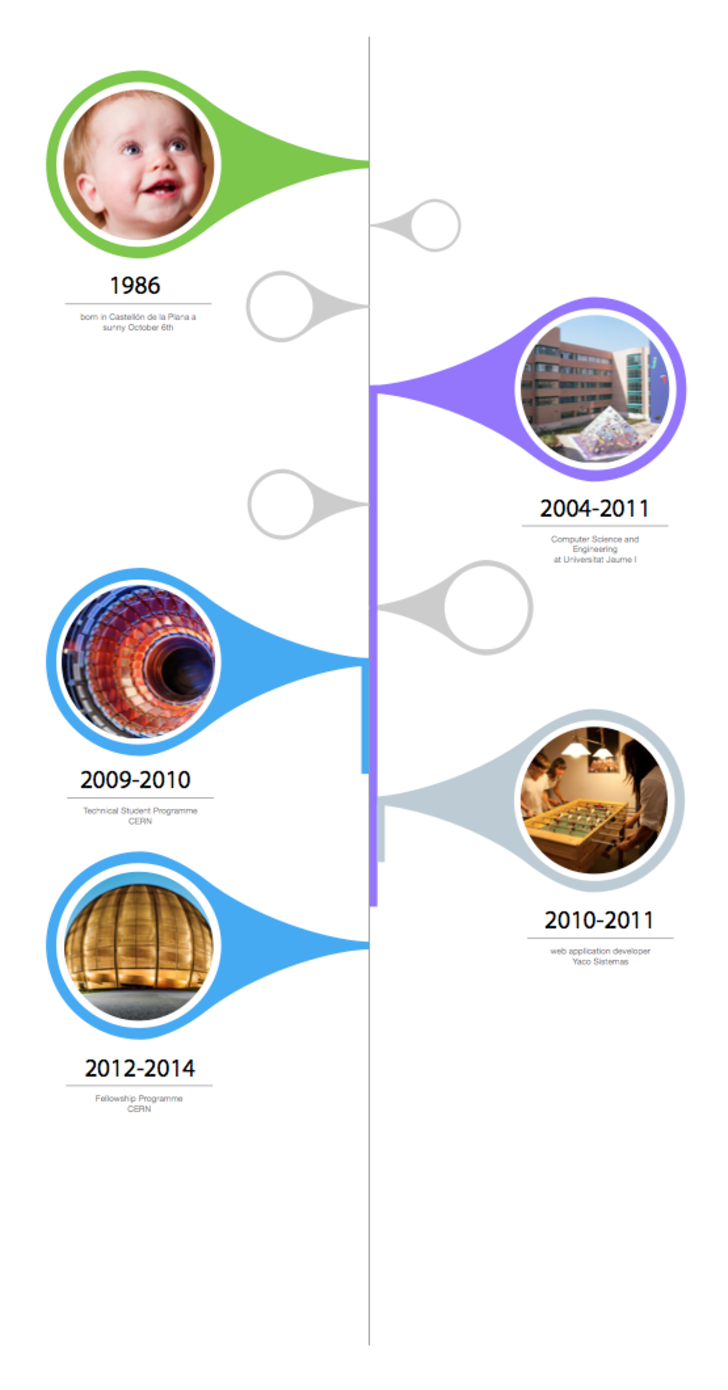 1986
born in Castellón de la Plana a
sunny October 6th
2004-2011
Computer Science and
Engineering
at Universitat Jaume I
2009-2010
Technical Student Programme
CERN
2010-2011
web application developer
Yaco Sistemas
2012-2014
Fellowship Programme
CERN